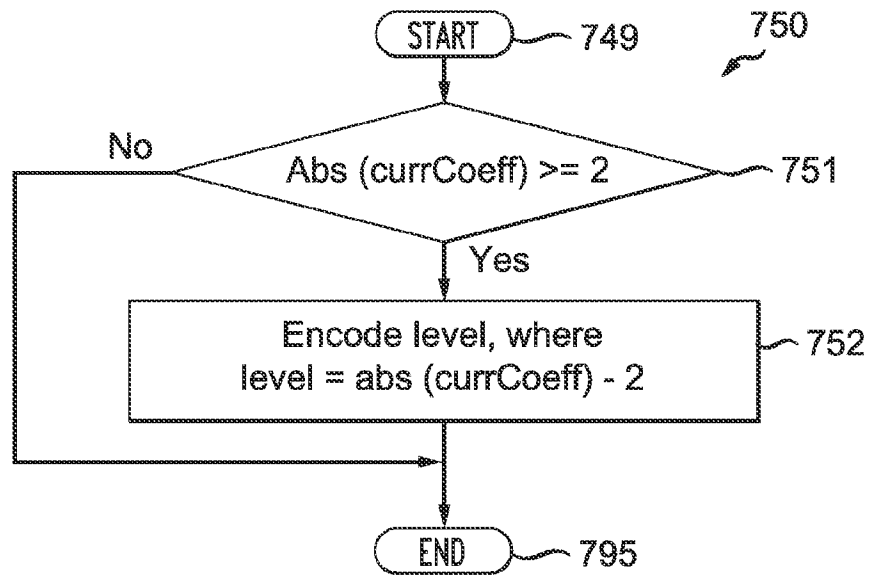 START
749
750
No
Abs (currCoeff) >= 2
751
Yes
Encode level, where
level = abs (currCoeff) - 2
752
END
795